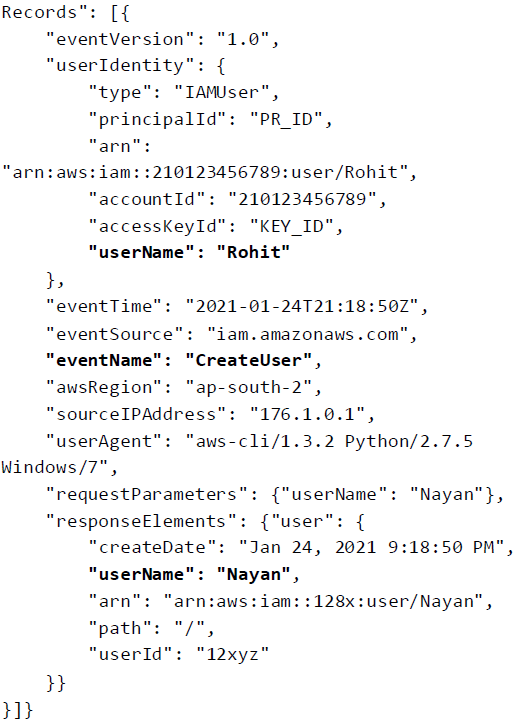 Records": [{
"eventVersion": "1.0",
"userIdentity": {
"type": "IAMUser",
"principalId": "PR_ID",
"arn":
"arn:aws:iam::210123456789:user/Rohit",
"accountId": "210123456789",
"accessKeyId": "KEY_ID",
"userName": "Rohit"
},
"eventTime": "2021-01-24T21:18:50Z",
"eventSource": "iam.amazonaws.com",
"eventName": "CreateUser",
"awsRegion": "ap-south-2",
"sourceIPAddress": "176.1.0.1",
"userAgent": "aws-cli/1.3.2 Python/2.7.5
Windows/7",
"requestParameters": {"userName": "Nayan"},
"responseElements": {"user": {
"createDate": "Jan 24, 2021 9:18:50 PM",
"userName": "Nayan",
"arn": "arn:aws:iam::128x:user/Nayan",
"path": "/",
"userId": "12xyz"
}}
}]}